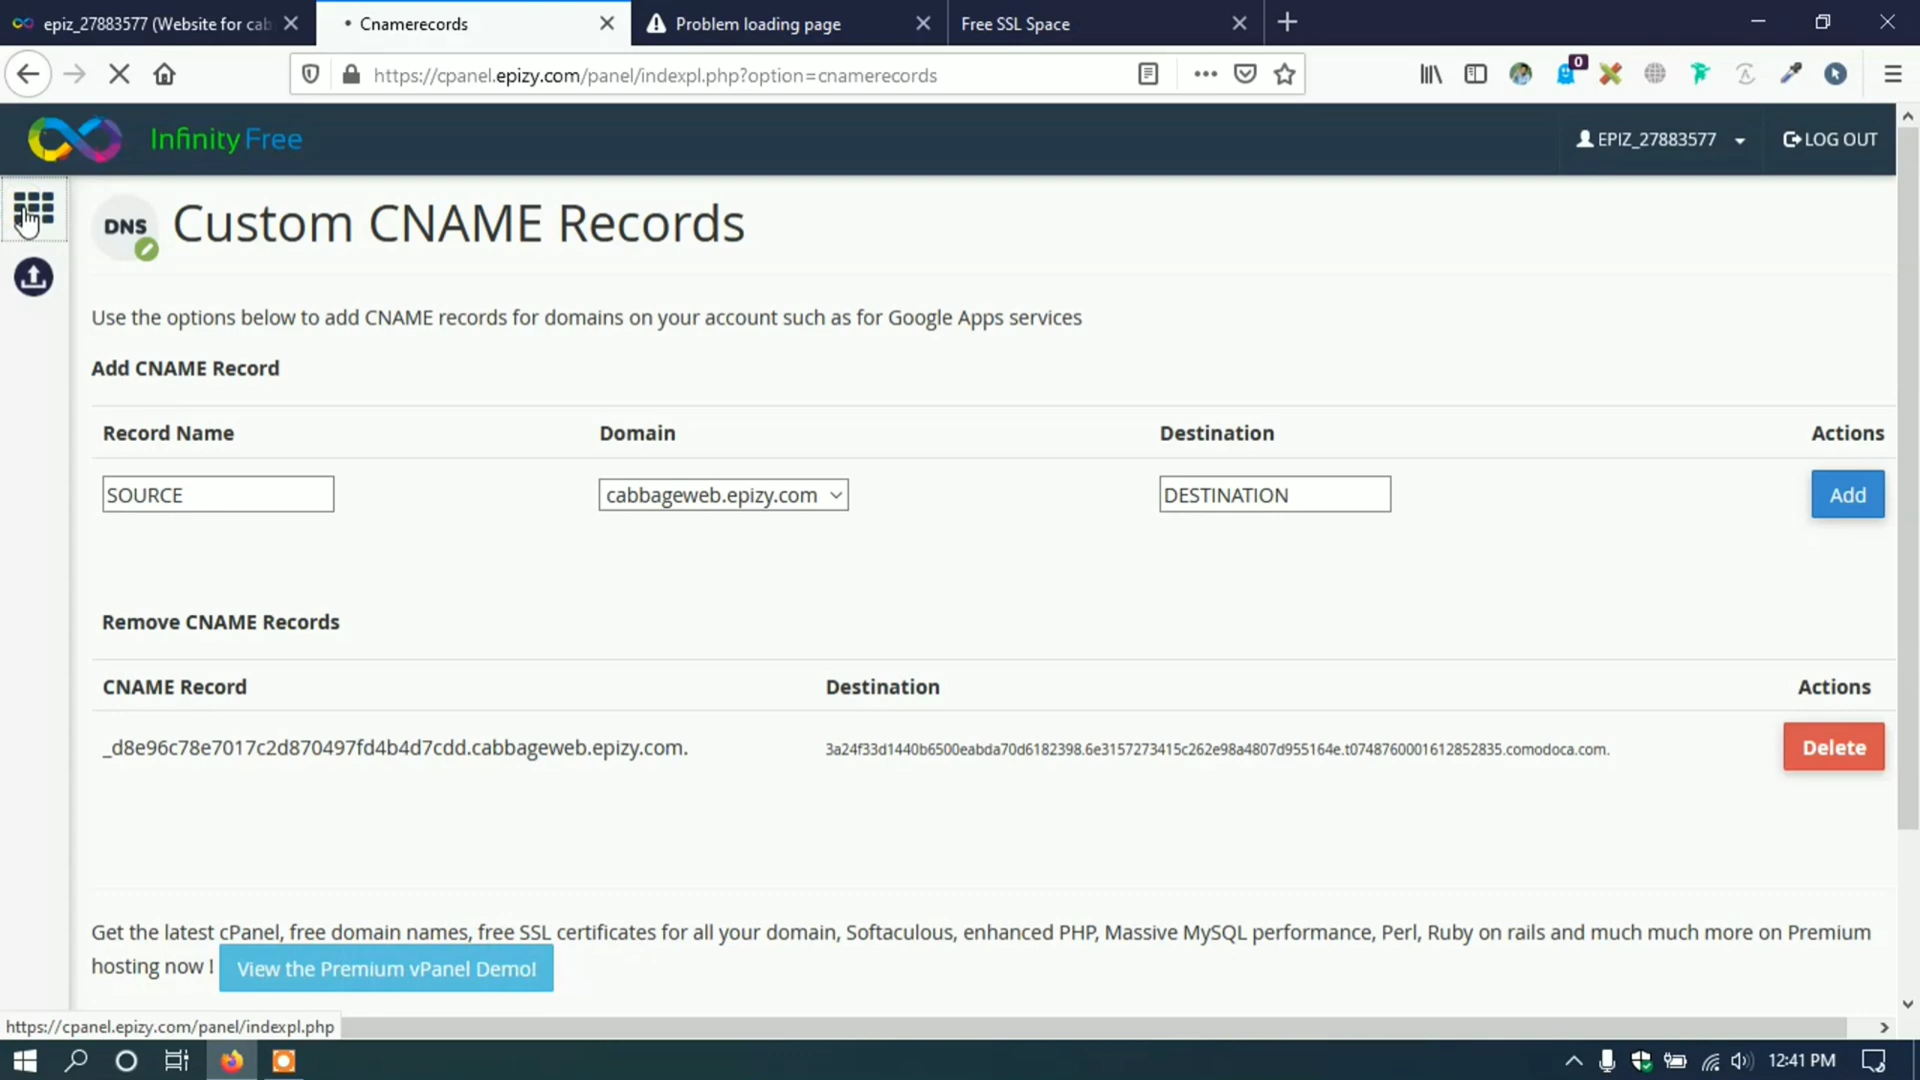 epiz_27883577 (Website for cab
Cnamerecords
Problem loading page
Free SSL Space
https://cpanel.epizy.com/panel/indexpl.php?option=cnamerecords
0
InfinityFree
EPIZ_27883577
LOG OUT
DNS
Custom CNAME Records
Use the options below to add CNAME records for domains on your account such as for Google Apps services
Add CNAME Record
Record Name Domain Destination Actions
SOURCE cabbageweb.epizy.com DESTINATION Add
Remove CNAME Records
CNAME Record Destination Actions
_d8e96c78e7017c2d870497fd4b4d7cdd.cabbageweb.epizy.com. 3a24f33d1440b6500eabda70d6182398.6e3157273415c262e98a4807d955164e.t0748760001612852835.comodoca.com. Delete
Get the latest cPanel, free domain names, free SSL certificates for all your domain, Softaculous, enhanced PHP, Massive MySQL performance, Perl, Ruby on rails and much much more on Premium
hosting now ! View the Premium vPanel Demo!
https://cpanel.epizy.com/panel/indexpl.php
12:41 PM